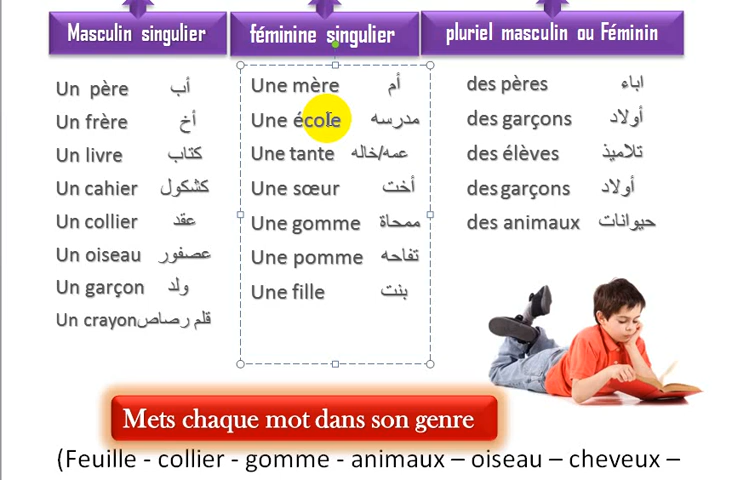 Masculin singulier
féminine singulier
pluriel masculin ou Féminin
Un père أب
Un frère أخ
Un livre كتاب
Un cahier كشكول
Un collier عقد
Un oiseau عصفور
Un garçon ولد
Un crayon قلم رصاص
Une mère أم
Une école مدرسه
Une tante عمه/خاله
Une sœur أخت
Une gomme ممحاة
Une pomme تفاحه
Une fille بنت
des pères اباء
des garçons أولاد
des élèves تلاميذ
des garçons أولاد
des animaux حيوانات
Mets chaque mot dans son genre
(Feuille - collier - gomme - animaux – oiseau – cheveux –